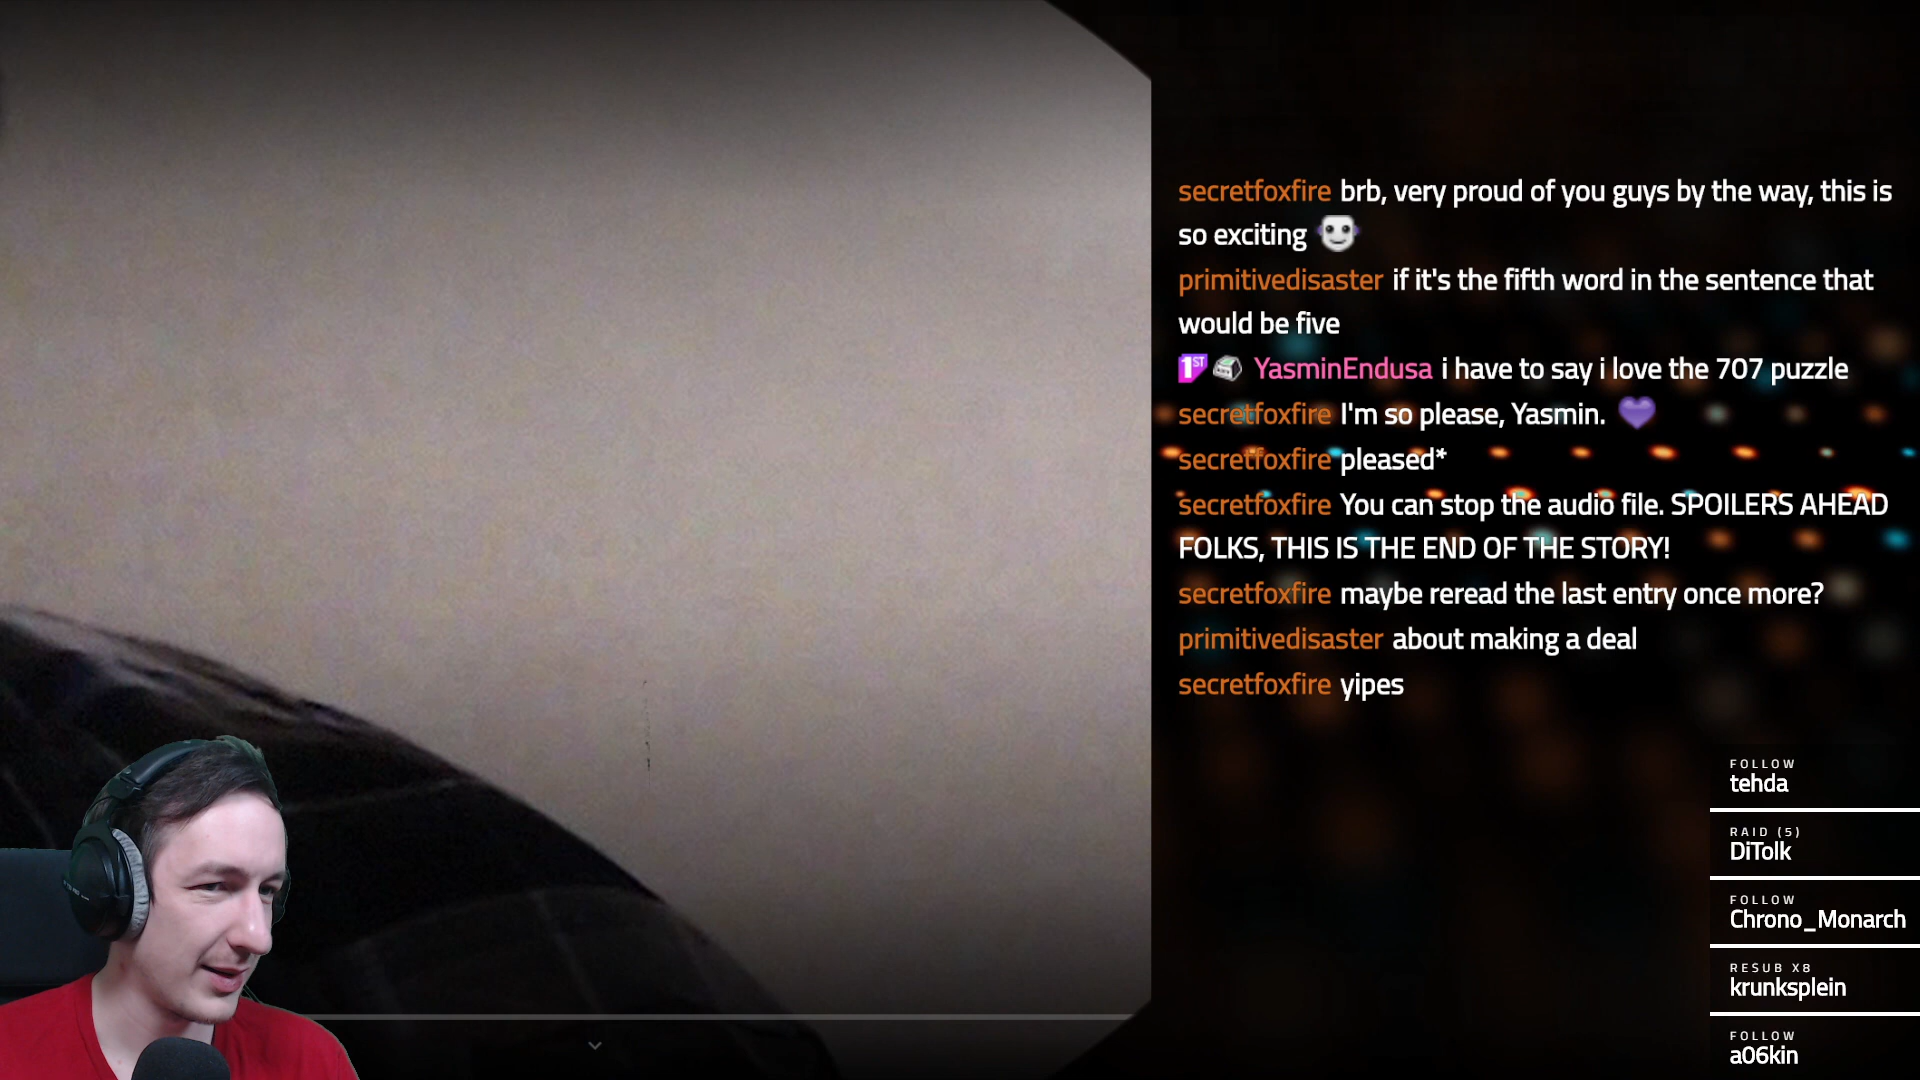 secretfoxfire brb, very proud of you guys by the way, this is
so exciting
primitivedisaster if it's the fifth word in the sentence that
would be five
1ST YasminEndusa i have to say i love the 707 puzzle
secretfoxfire I'm so please, Yasmin.
secretfoxfire pleased*
secretfoxfire You can stop the audio file. SPOILERS AHEAD
FOLKS, THIS IS THE END OF THE STORY!
secretfoxfire maybe reread the last entry once more?
primitivedisaster about making a deal
secretfoxfire yipes
FOLLOW
tehda
RAID (5)
DiTolk
FOLLOW
Chrono_Monarch
RESUB X8
krunksplein
FOLLOW
a06kin